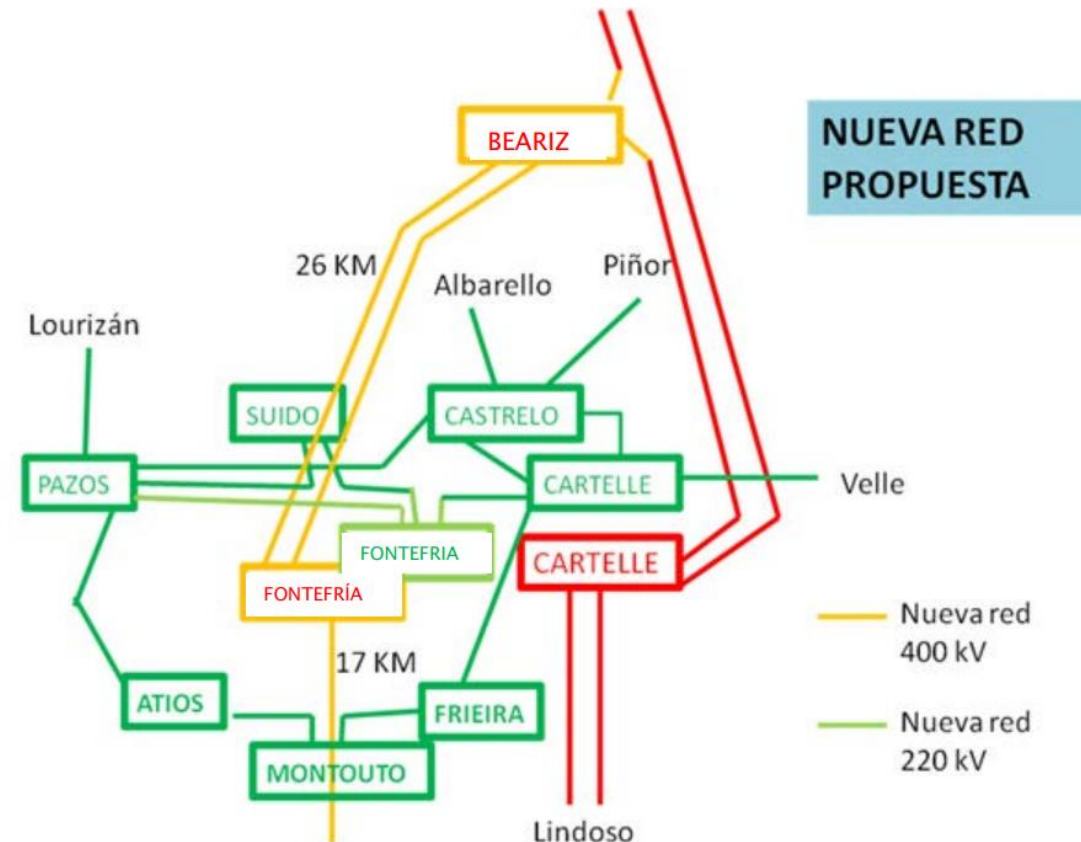 BEARIZ
NUEVA RED
PROPUESTA
26 KM
Piñor
Albarello
Lourizán
SUIDO
CASTRELO
PAZOS
CARTELLE
Velle
FONTEFRIA
CARTELLE
FONTEFRÍA
Nueva red
400 kV
17 KM
ATIOS
FRIEIRA
Nueva red
220 kV
MONTOUTO
Lindoso